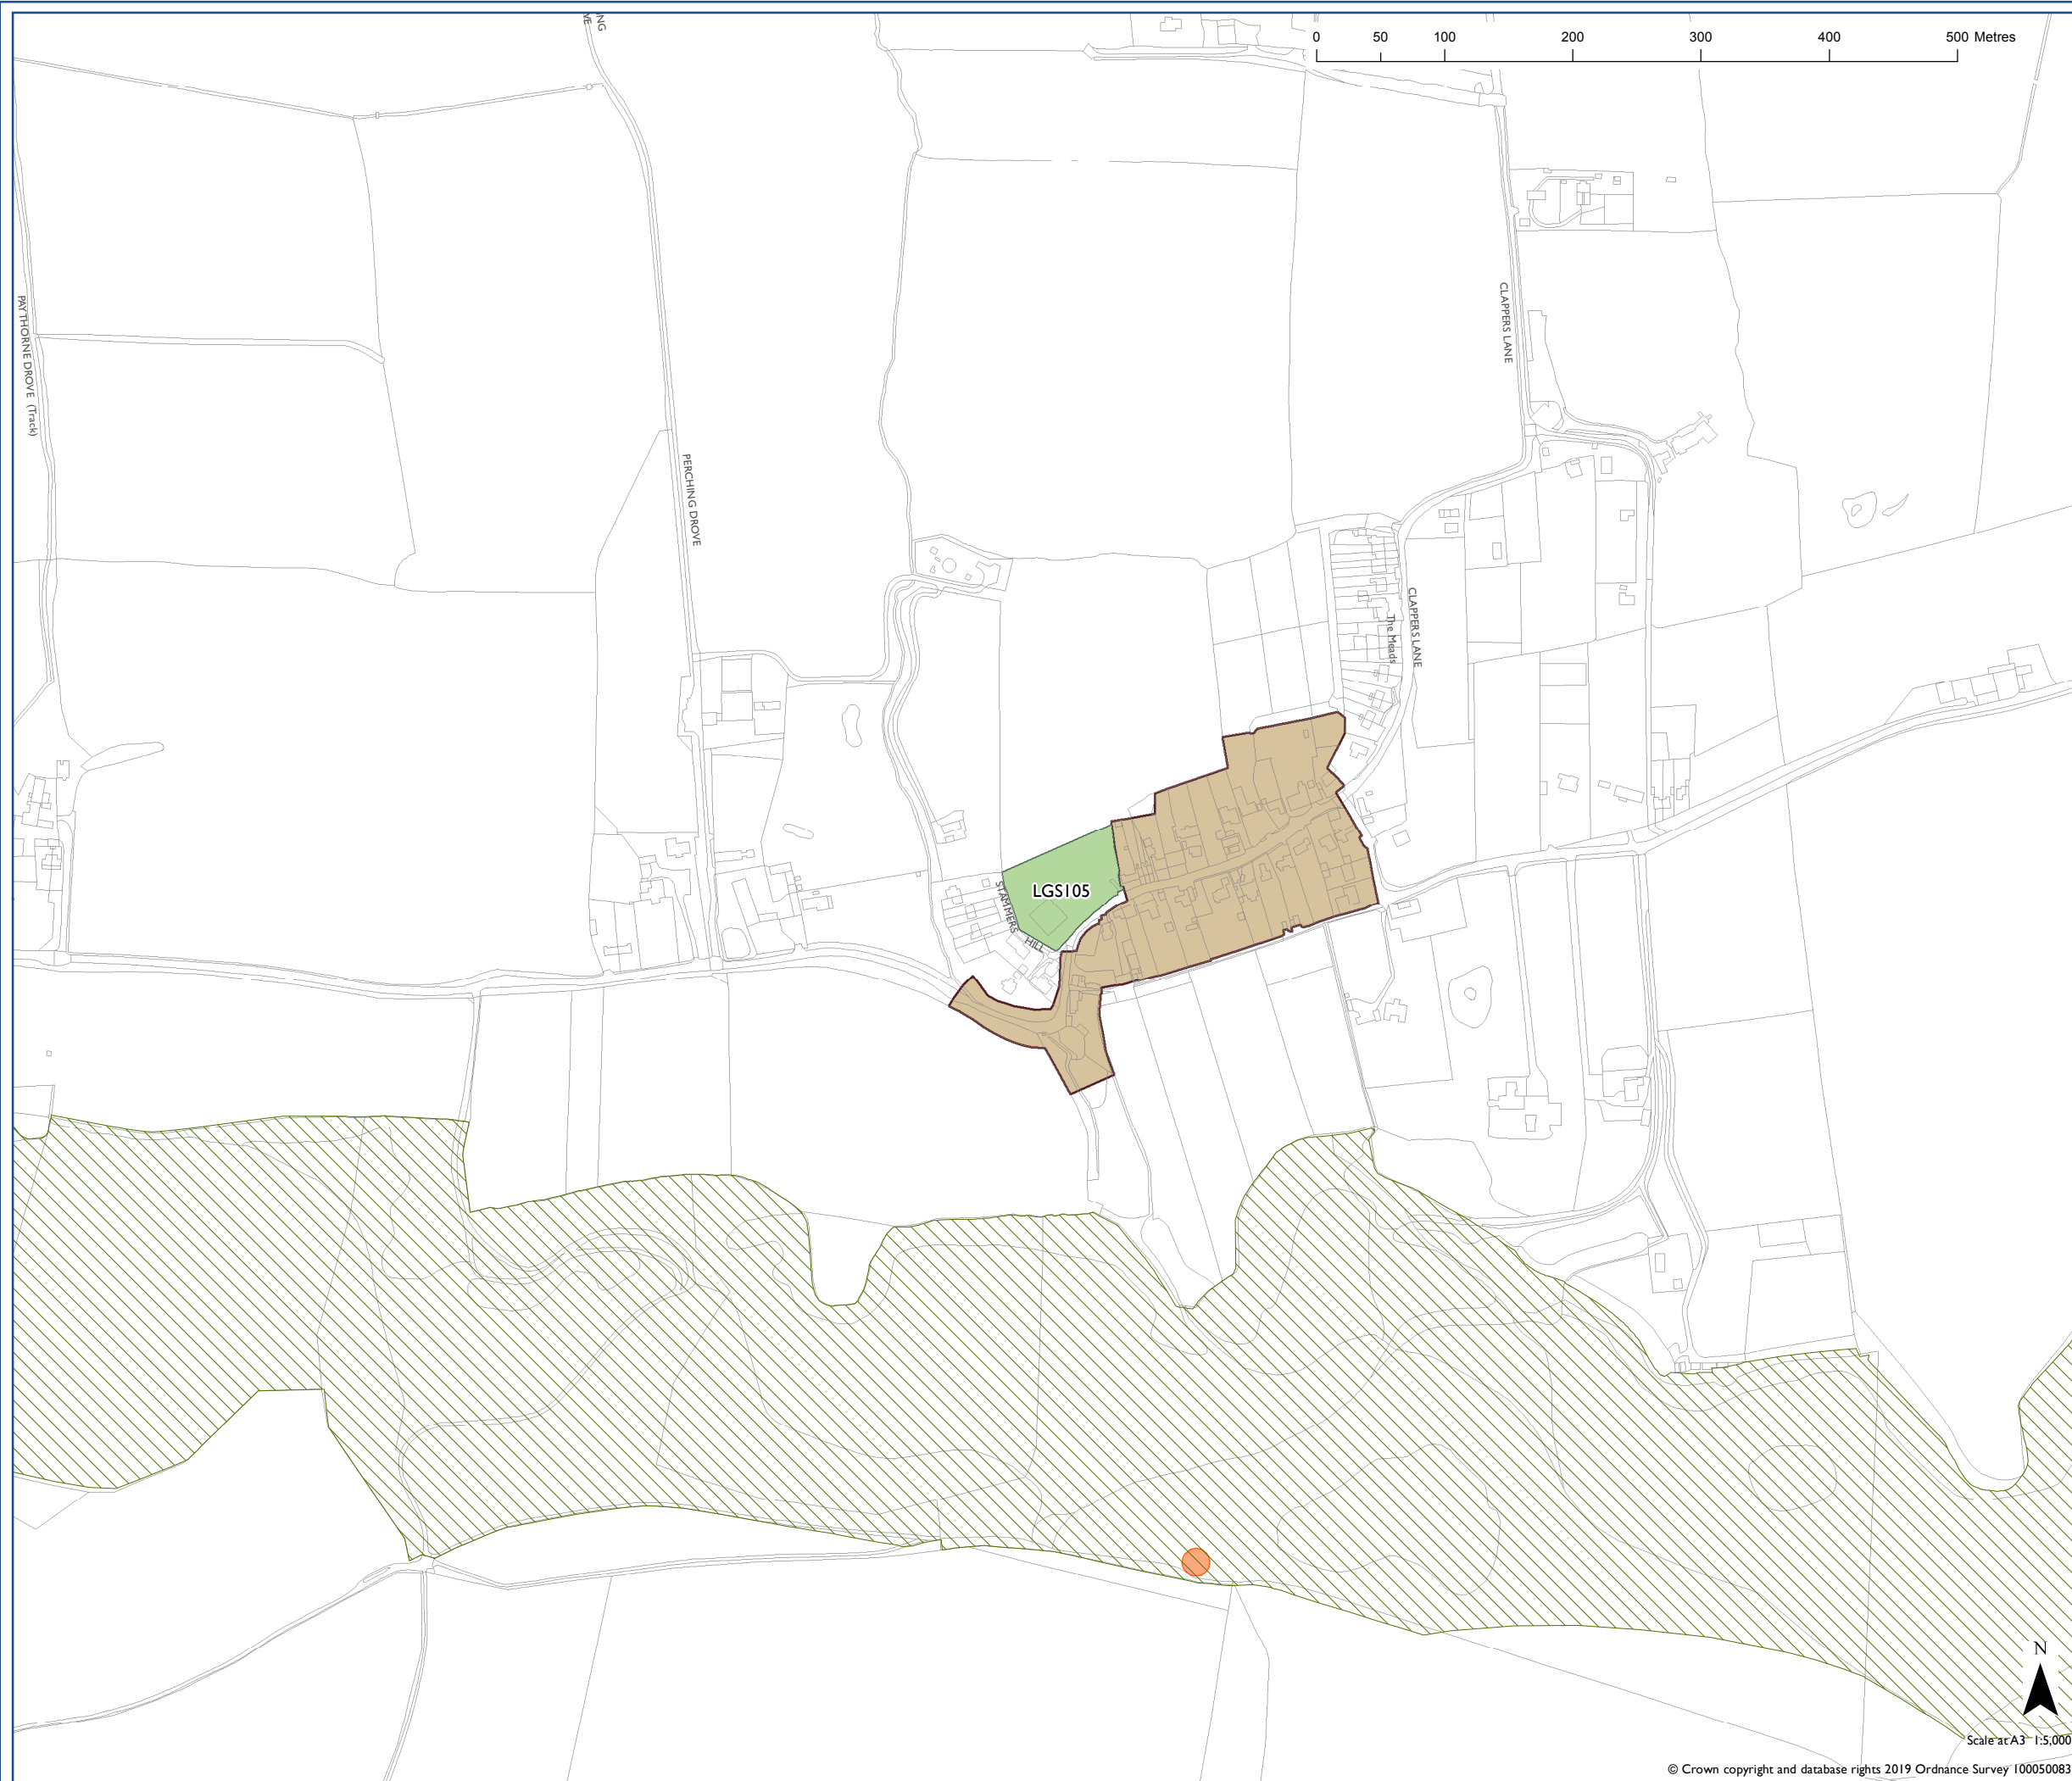 0 50 100 200 300 400 500 Metres
PAYTHORNE DROVE (Track)
CLAPPERS LANE
PERCHING DROVE
The Meads
CLAPPERS LANE
LGS105
STAMMERS HILL
N
Scale at A3 1:5,000
© Crown copyright and database rights 2019 Ordnance Survey 100050083